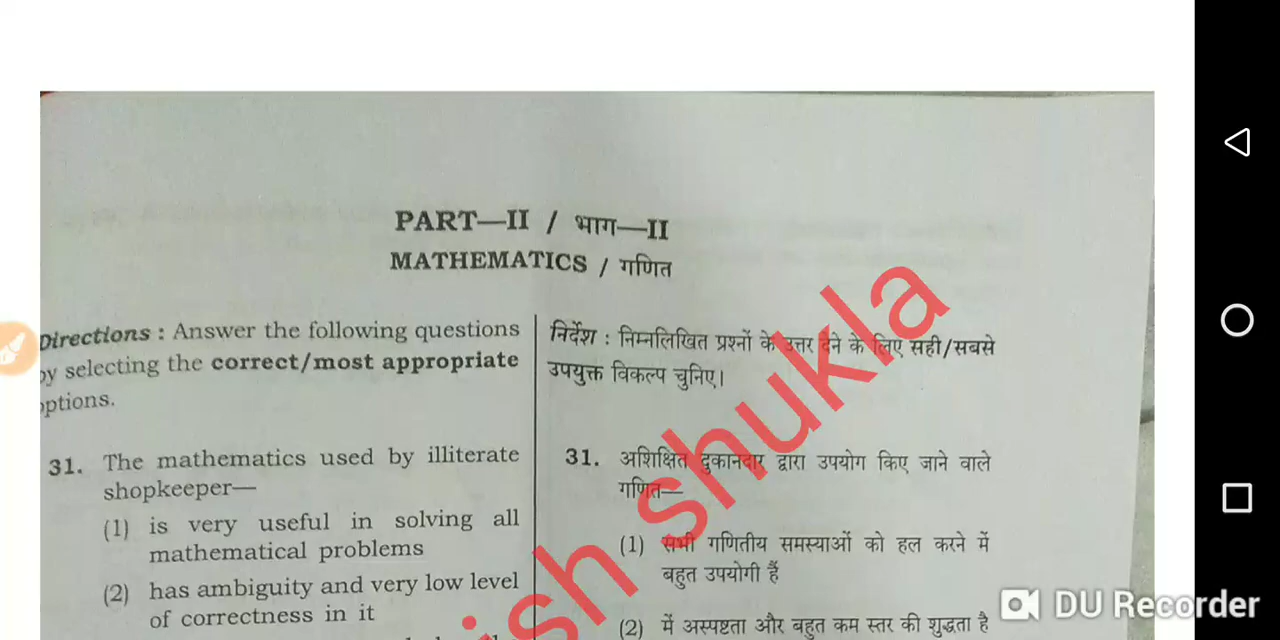 PART—II / भाग—II
MATHEMATICS / गणित
Directions : Answer the following questions
by selecting the correct/most appropriate
options.
31. The mathematics used by illiterate
shopkeeper—
(1) is very useful in solving all
mathematical problems
(2) has ambiguity and very low level
of correctness in it
निर्देश : निम्नलिखित प्रश्नों के उत्तर देने के लिए सही/सबसे
उपयुक्त विकल्प चुनिए।
31. अशिक्षित दुकानदार द्वारा उपयोग किए जाने वाले
गणित—
(1) सभी गणितीय समस्याओं को हल करने में
बहुत उपयोगी हैं
(2) में अस्पष्टता और बहुत कम स्तर की शुद्धता है
ish shukla
DU Recorder